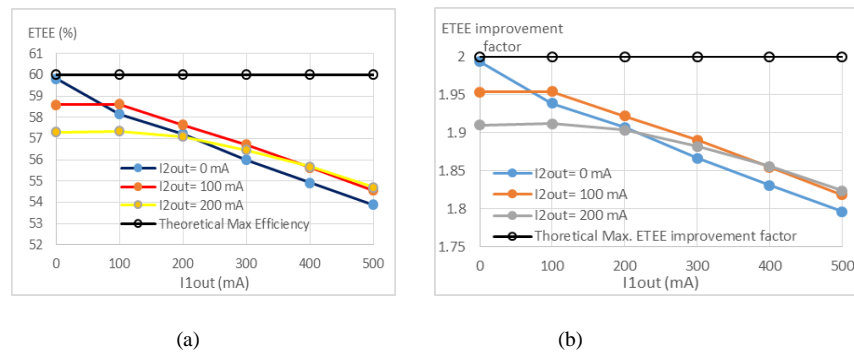 ETEE (%)
61
60
59
58
57
56
55
54
53
52
I2out= 0 mA
I2out= 100 mA
I2out= 200 mA
Theoretical Max Efficiency
0 100 200 300 400 500
I1out (mA)
(a)
ETEE improvement
factor
2
1.95
1.9
1.85
1.8
1.75
I2out= 0 mA
I2out= 100 mA
I2out= 200 mA
Thoretical Max. ETEE improvement factor
0 100 200 300 400 500
I1out (mA)
(b)